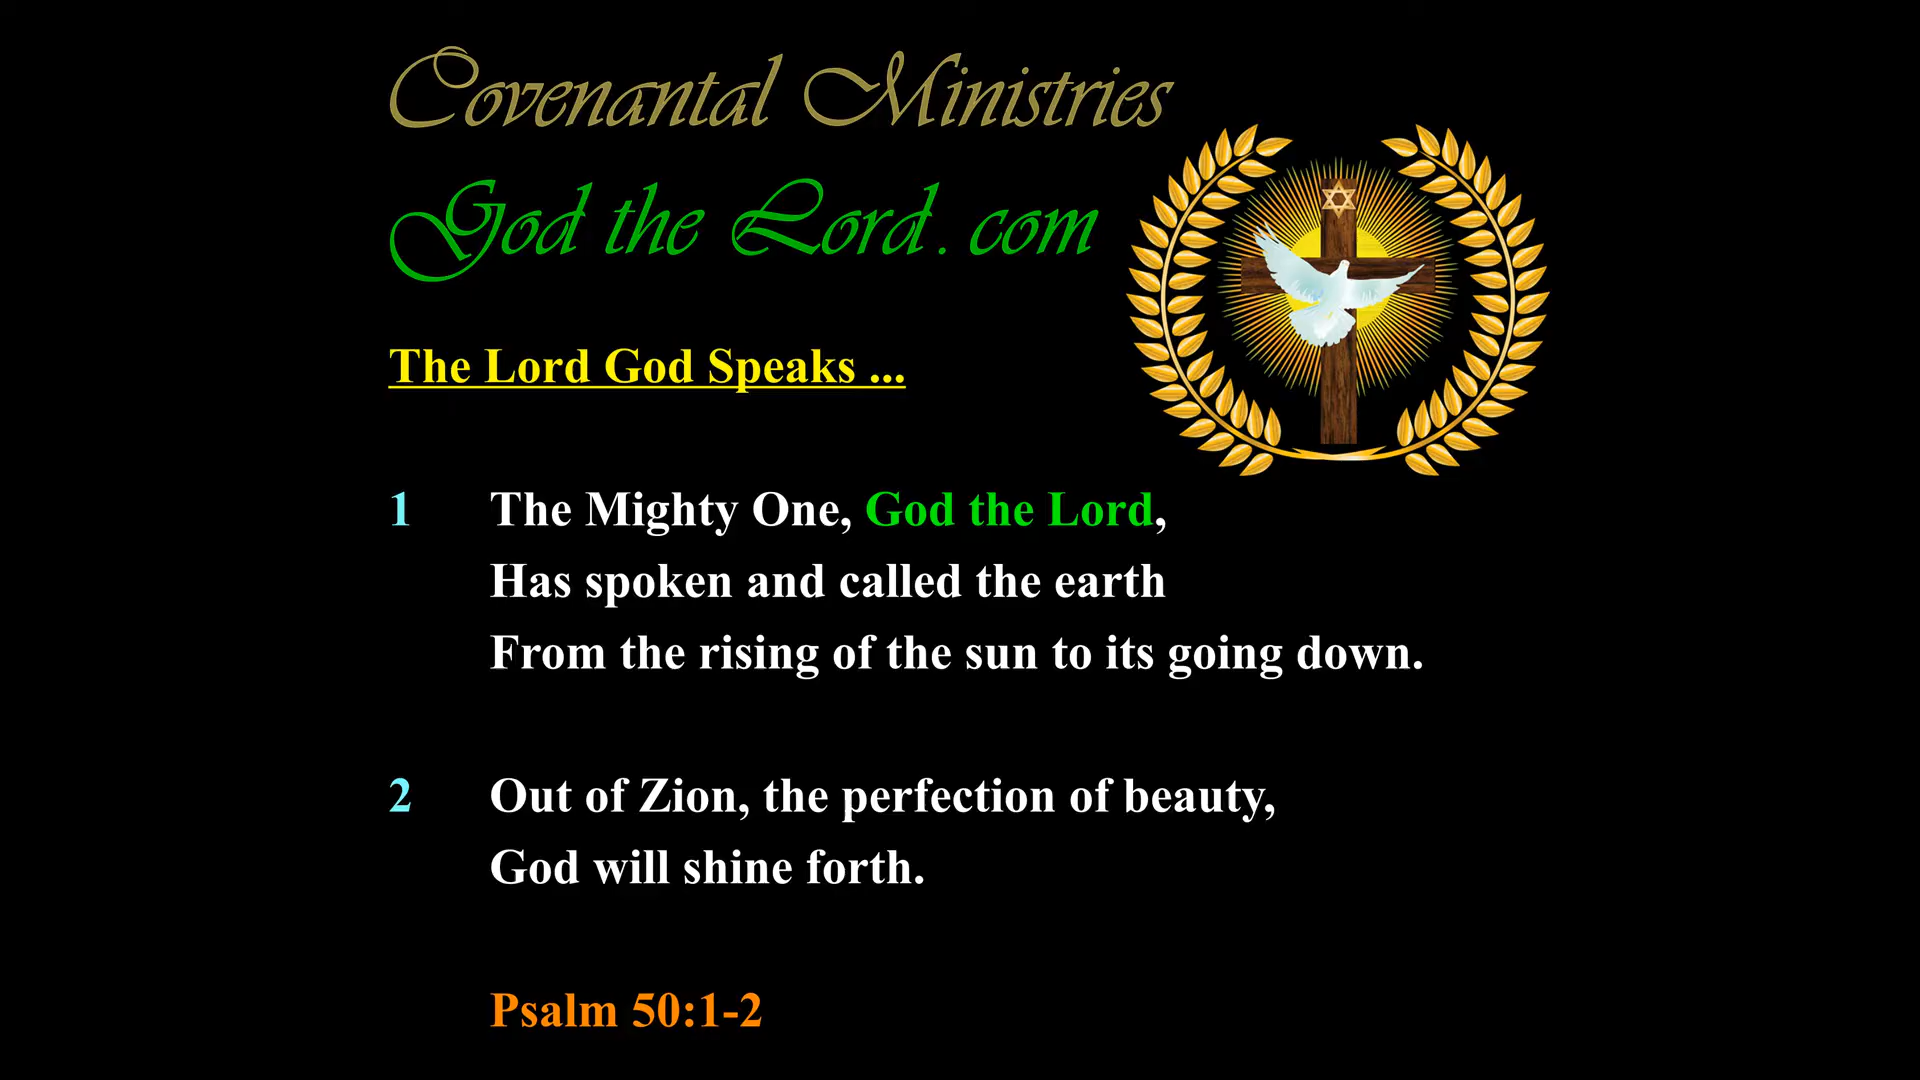 Covenantal Ministries
God the Lord.com
The Lord God Speaks ...
1 The Mighty One, God the Lord,
Has spoken and called the earth
From the rising of the sun to its going down.
2 Out of Zion, the perfection of beauty,
God will shine forth.
Psalm 50:1-2